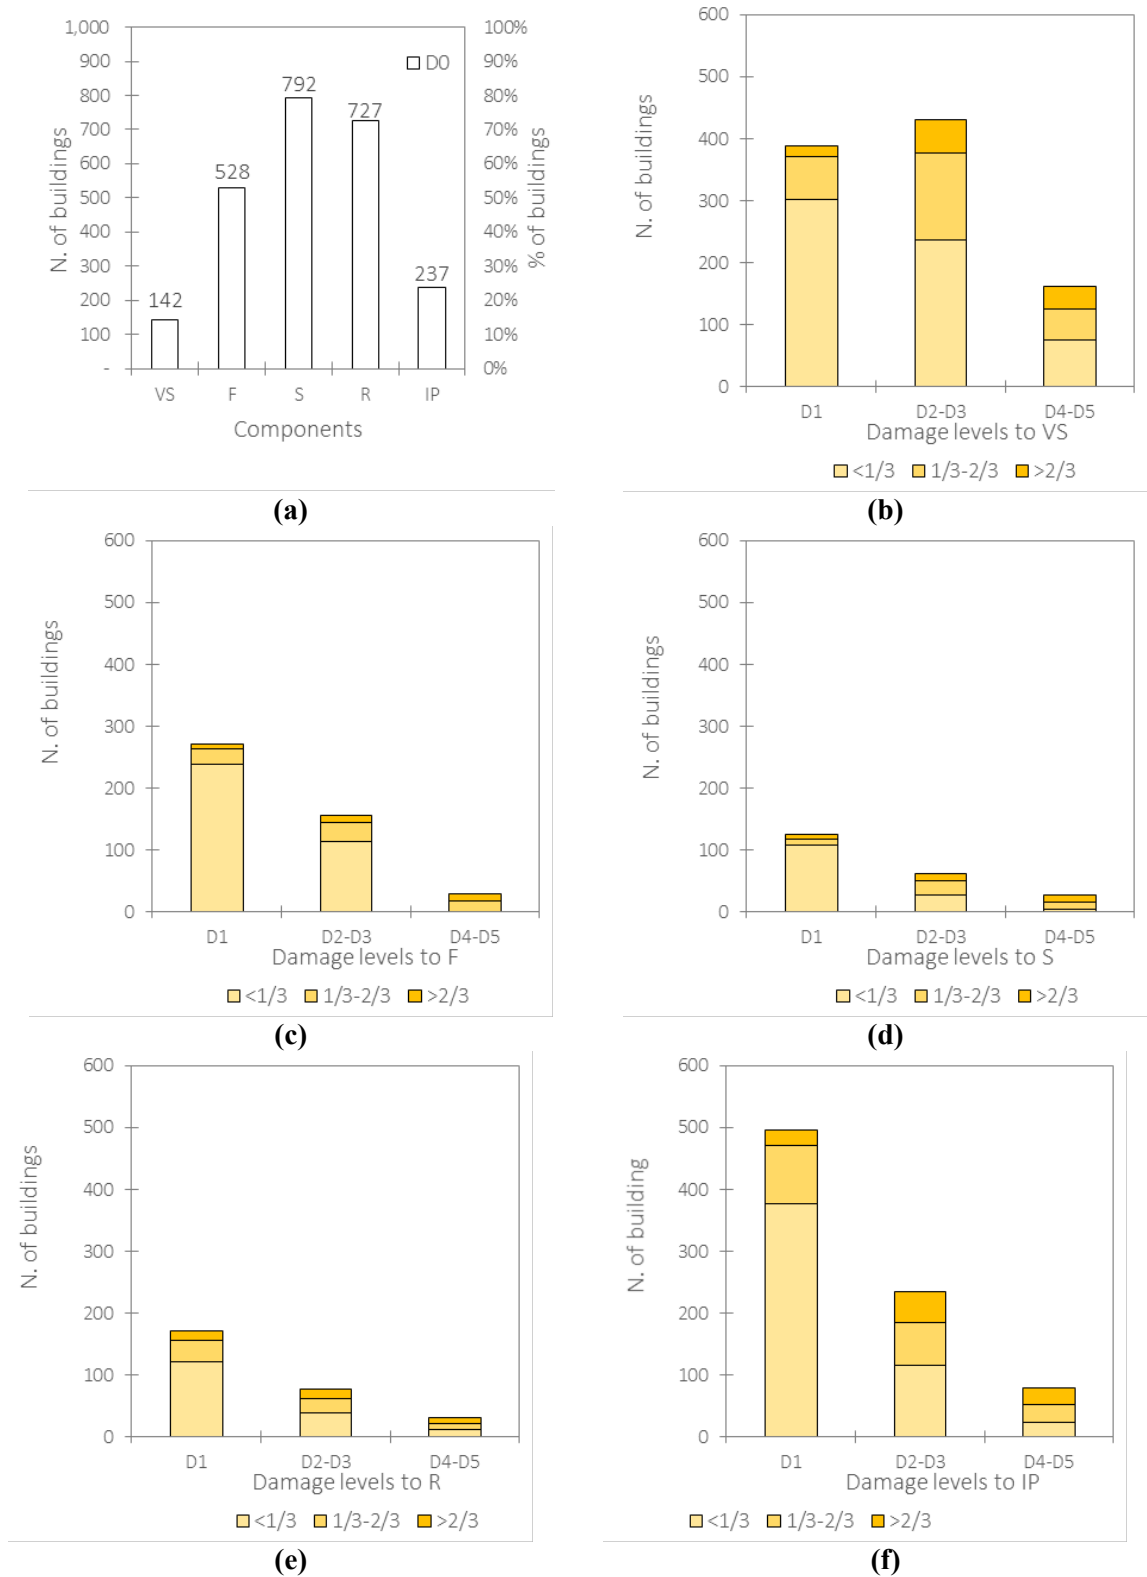 1,000
900
800
700
600
500
400
300
200
100
-
N. of buildings
100%
90%
80%
70%
60%
50%
40%
30%
20%
10%
0%
% of buildings
D0
142
528
792
727
237
VS F S R IP
Components
(a)
600
500
400
300
200
100
0
N. of buildings
D1 D2-D3 D4-D5
Damage levels to VS
<1/3 1/3-2/3 >2/3
(b)
600
500
400
300
200
100
0
N. of buildings
D1 D2-D3 D4-D5
Damage levels to F
<1/3 1/3-2/3 >2/3
(c)
600
500
400
300
200
100
0
N. of buildings
D1 D2-D3 D4-D5
Damage levels to S
<1/3 1/3-2/3 >2/3
(d)
600
500
400
300
200
100
0
N. of buildings
D1 D2-D3 D4-D5
Damage levels to R
<1/3 1/3-2/3 >2/3
(e)
600
500
400
300
200
100
0
N. of building
D1 D2-D3 D4-D5
Damage levels to IP
<1/3 1/3-2/3 >2/3
(f)